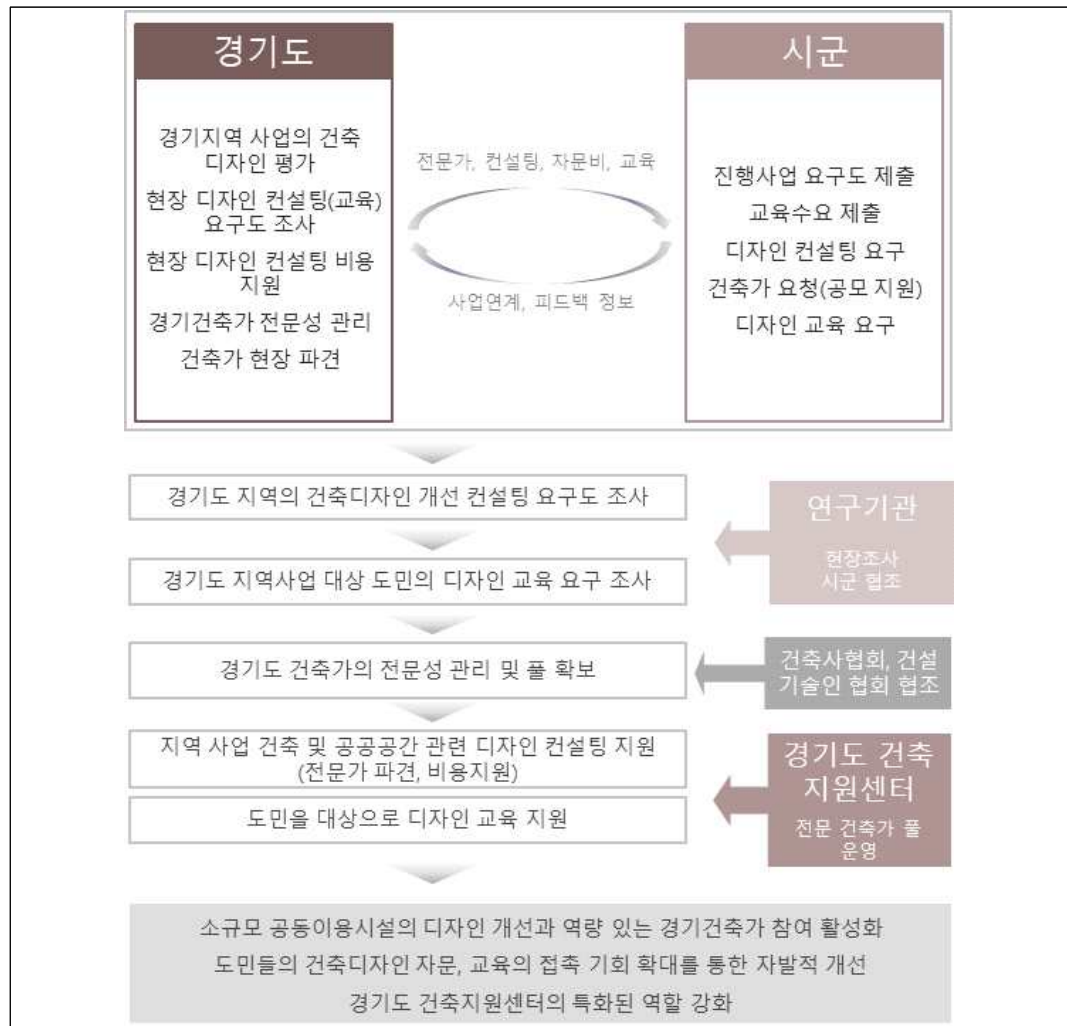 경기도
경기지역 사업의 건축
디자인 평가
현장 디자인 컨설팅(교육)
요구도 조사
현장 디자인 컨설팅 비용
지원
경기건축가 전문성 관리
건축가 현장 파견
전문가, 컨설팅, 자문비, 교육
사업연계, 피드백 정보
시군
진행사업 요구도 제출
교육수요 제출
디자인 컨설팅 요구
건축가 요청(공모 지원)
디자인 교육 요구
경기도 지역의 건축디자인 개선 컨설팅 요구도 조사
경기도 지역사업 대상 도민의 디자인 교육 요구 조사
연구기관
현장조사
시군 협조
경기도 건축가의 전문성 관리 및 풀 확보
건축사협회, 건설
기술인 협회 협조
지역 사업 건축 및 공공공간 관련 디자인 컨설팅 지원
(전문가 파견, 비용지원)
도민을 대상으로 디자인 교육 지원
경기도 건축
지원센터
전문 건축가 풀
운영
소규모 공동이용시설의 디자인 개선과 역량 있는 경기건축가 참여 활성화
도민들의 건축디자인 자문, 교육의 접촉 기회 확대를 통한 자발적 개선
경기도 건축지원센터의 특화된 역할 강화